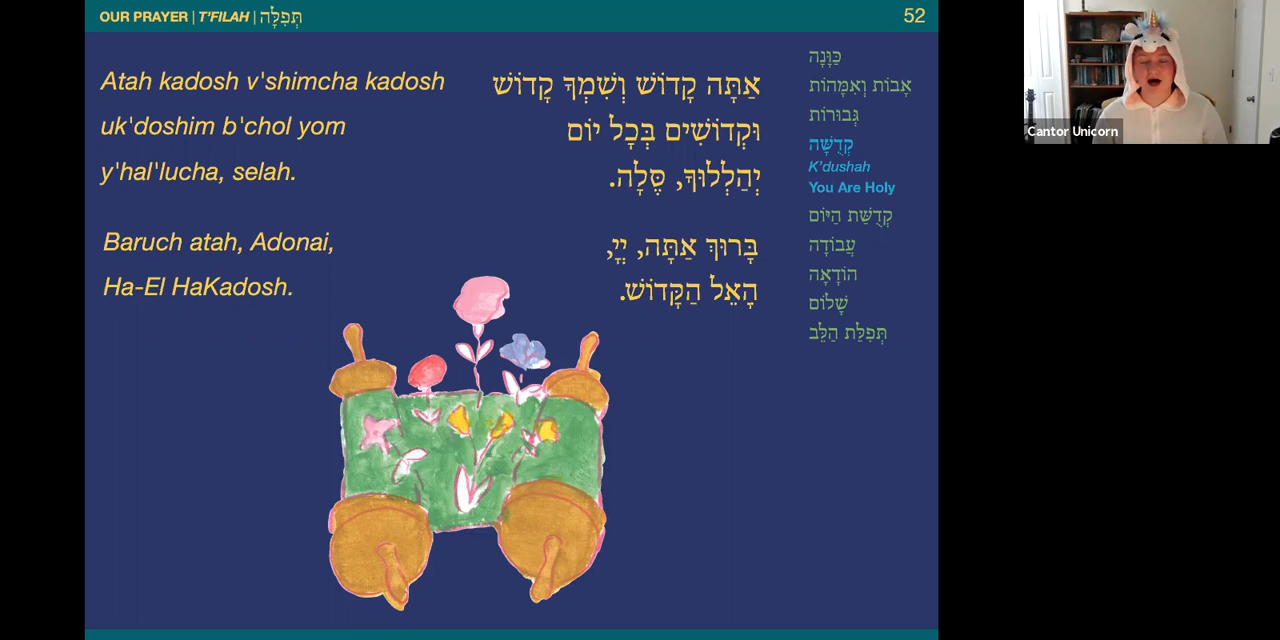 OUR PRAYER | T'FILAH | תְּפִלָּה
52
Atah kadosh v'shimcha kadosh
uk'doshim b'chol yom
y'hal'lucha, selah.
Baruch atah, Adonai,
Ha-El HaKadosh.
אַתָּה קָדוֹשׁ וְשִׁמְךָ קָדוֹשׁ
וּקְדוֹשִׁים בְּכָל יוֹם
יְהַלְלוּךָ, סֶּלָה.
בָּרוּךְ אַתָּה, יְיָ,
הָאֵל הַקָּדוֹשׁ.
כַּוָּנָה
אָבוֹת וְאִמָּהוֹת
גְּבוּרוֹת
קְדֻשָּׁה
K'dushah
You Are Holy
קְדֻשַּׁת הַיּוֹם
עֲבוֹדָה
הוֹדָאָה
שָׁלוֹם
תְּפִלַּת הַלֵּב
Cantor Unicorn